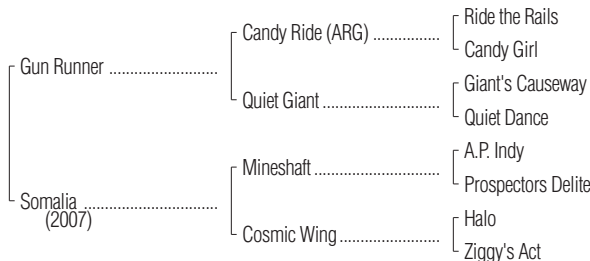 Ride the Rails
Candy Ride (ARG) ................
Candy Girl
Gun Runner ..........................
Giant's Causeway
Quiet Giant .............................
Quiet Dance
A.P. Indy
Mineshaft ..............................
Prospectors Delite
Somalia ................................
(2007)
Halo
Cosmic Wing ........................
Ziggy's Act